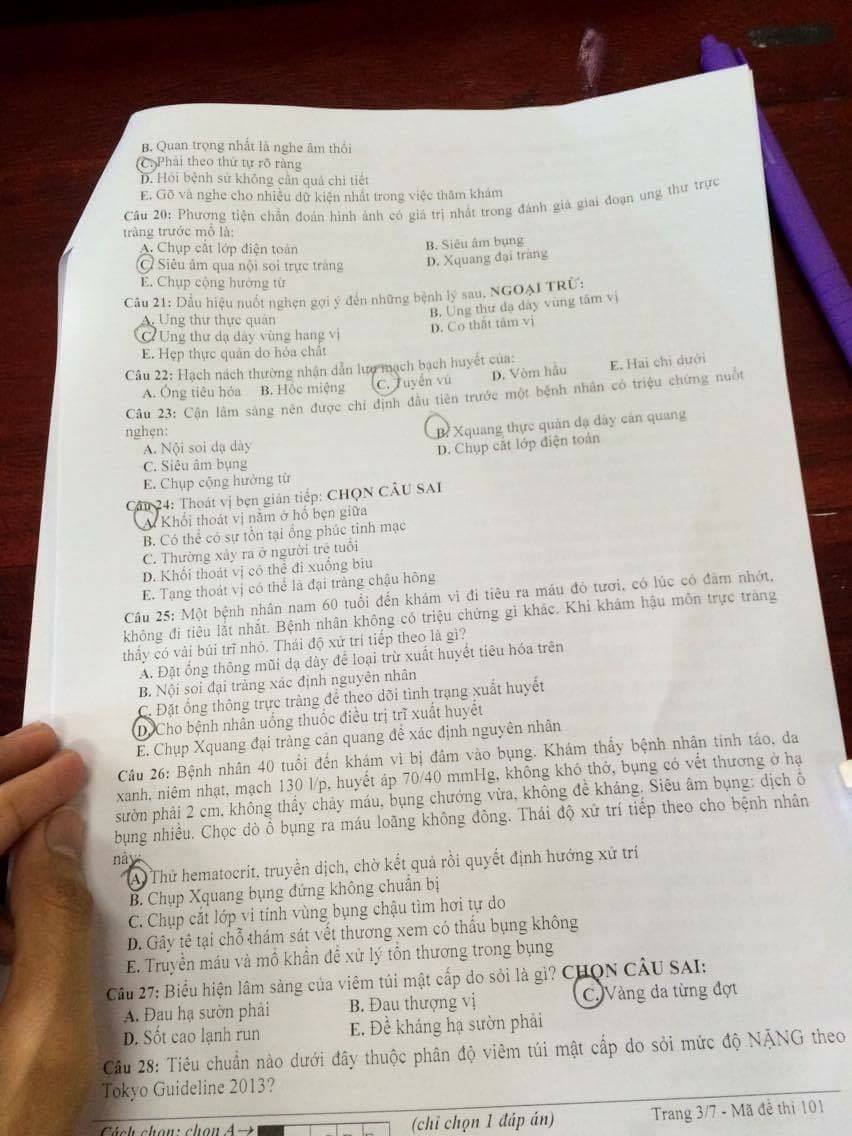 B. Quan trọng nhất là nghe âm thổi
C. Phải theo thứ tự rõ ràng
D. Hỏi bệnh sử không cần quá chi tiết
E. Gõ và nghe cho nhiều dữ kiện nhất trong việc thăm khám
Câu 20: Phương tiện chẩn đoán hình ảnh có giá trị nhất trong đánh giá giai đoạn ung thư trực
tràng trước mổ là:
A. Chụp cắt lớp điện toán B. Siêu âm bụng
C. Siêu âm qua nội soi trực tràng D. Xquang đại tràng
E. Chụp cộng hưởng từ
Câu 21: Dấu hiệu nuốt nghẹn gợi ý đến những bệnh lý sau, NGOẠI TRỪ:
A. Ung thư thực quản B. Ung thư dạ dày vùng tâm vị
C. Ung thư dạ dày vùng hang vị D. Co thắt tâm vị
E. Hẹp thực quản do hóa chất
Câu 22: Hạch nách thường nhận dẫn lưu mạch bạch huyết của:
A. Ống tiêu hóa B. Hốc miệng C. Tuyến vú D. Vòm hầu E. Hai chi dưới
Câu 23: Cận lâm sàng nên được chỉ định đầu tiên trước một bệnh nhân có triệu chứng nuốt
nghẹn:
A. Nội soi dạ dày B. Xquang thực quản dạ dày cản quang
C. Siêu âm bụng D. Chụp cắt lớp điện toán
E. Chụp cộng hưởng từ
Câu 24: Thoát vị bẹn gián tiếp: CHỌN CÂU SAI
A. Khối thoát vị nằm ở hố bẹn giữa
B. Có thể có sự tồn tại ống phúc tinh mạc
C. Thường xảy ra ở người trẻ tuổi
D. Khối thoát vị có thể đi xuống bìu
E. Tạng thoát vị có thể là đại tràng chậu hông
Câu 25: Một bệnh nhân nam 60 tuổi đến khám vì đi tiêu ra máu đỏ tươi, có lúc có đàm nhớt,
không đi tiêu lắt nhắt. Bệnh nhân không có triệu chứng gì khác. Khi khám hậu môn trực tràng
thấy có vài búi trĩ nhỏ. Thái độ xử trí tiếp theo là gì?
A. Đặt ống thông mũi dạ dày để loại trừ xuất huyết tiêu hóa trên
B. Nội soi đại tràng xác định nguyên nhân
C. Đặt ống thông trực tràng để theo dõi tình trạng xuất huyết
D. Cho bệnh nhân uống thuốc điều trị trĩ xuất huyết
E. Chụp Xquang đại tràng cản quang để xác định nguyên nhân
Câu 26: Bệnh nhân 40 tuổi đến khám vì bị đâm vào bụng. Khám thấy bệnh nhân tỉnh táo, da
xanh, niêm nhạt, mạch 130 l/p, huyết áp 70/40 mmHg, không khó thở, bụng có vết thương ở hạ
sườn phải 2 cm, không thấy chảy máu, bụng chướng vừa, không đề kháng. Siêu âm bụng: dịch ổ
bụng nhiều. Chọc dò ổ bụng ra máu loãng không đông. Thái độ xử trí tiếp theo cho bệnh nhân
này:
A. Thử hematocrit, truyền dịch, chờ kết quả rồi quyết định hướng xử trí
B. Chụp Xquang bụng đứng không chuẩn bị
C. Chụp cắt lớp vi tính vùng bụng chậu tìm hơi tự do
D. Gây tê tại chỗ thám sát vết thương xem có thấu bụng không
E. Truyền máu và mổ khẩn để xử lý tổn thương trong bụng
Câu 27: Biểu hiện lâm sàng của viêm túi mật cấp do sỏi là gì? CHỌN CÂU SAI:
A. Đau hạ sườn phải B. Đau thượng vị C. Vàng da từng đợt
D. Sốt cao lạnh run E. Đề kháng hạ sườn phải
Câu 28: Tiêu chuẩn nào dưới đây thuộc phân độ viêm túi mật cấp do sỏi mức độ NẶNG theo
Tokyo Guideline 2013?
Cách chọn: chọn A→ (chỉ chọn 1 đáp án) Trang 3/7 - Mã đề thi 101